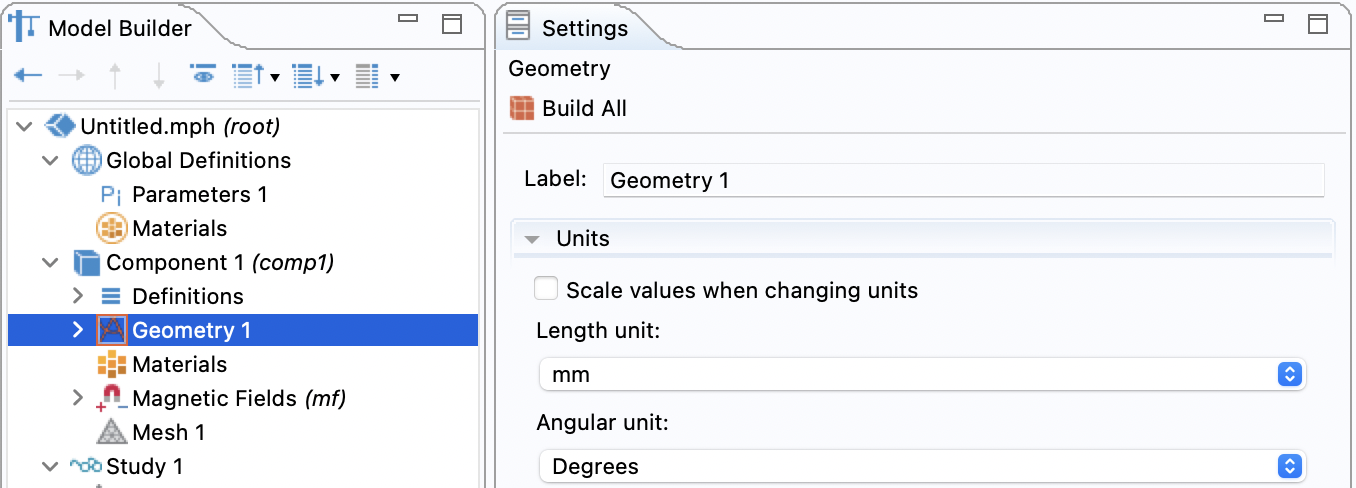 Model Builder
Untitled.mph (root)
Global Definitions
Pi Parameters 1
Materials
Component 1 (comp1)
Definitions
Geometry 1
Materials
Magnetic Fields (mf)
Mesh 1
Study 1
Settings
Geometry
Build All
Label: Geometry 1
Units
Scale values when changing units
Length unit:
mm
Angular unit:
Degrees